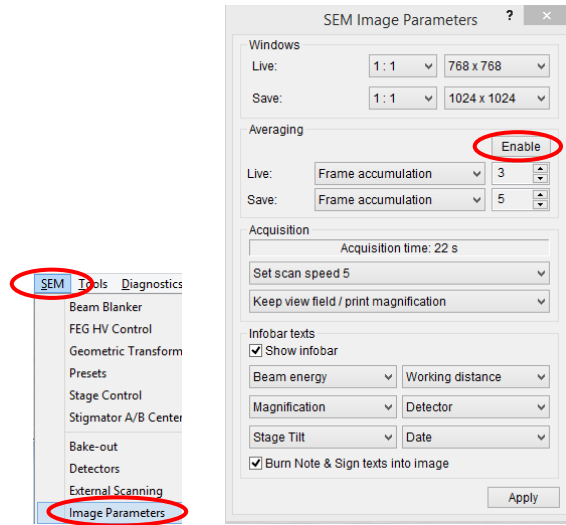 SEM Tools Diagnostics
Beam Blanker
FEG HV Control
Geometric Transform
Presets
Stage Control
Stigmator A/B Center
Bake-out
Detectors
External Scanning
Image Parameters
SEM Image Parameters ? ×
Windows
Live: 1 : 1 768 x 768
Save: 1 : 1 1024 x 1024
Averaging
Enable
Live: Frame accumulation 3
Save: Frame accumulation 5
Acquisition
Acquisition time: 22 s
Set scan speed 5
Keep view field / print magnification
Infobar texts
Show infobar
Beam energy Working distance
Magnification Detector
Stage Tilt Date
Burn Note & Sign texts into image
Apply